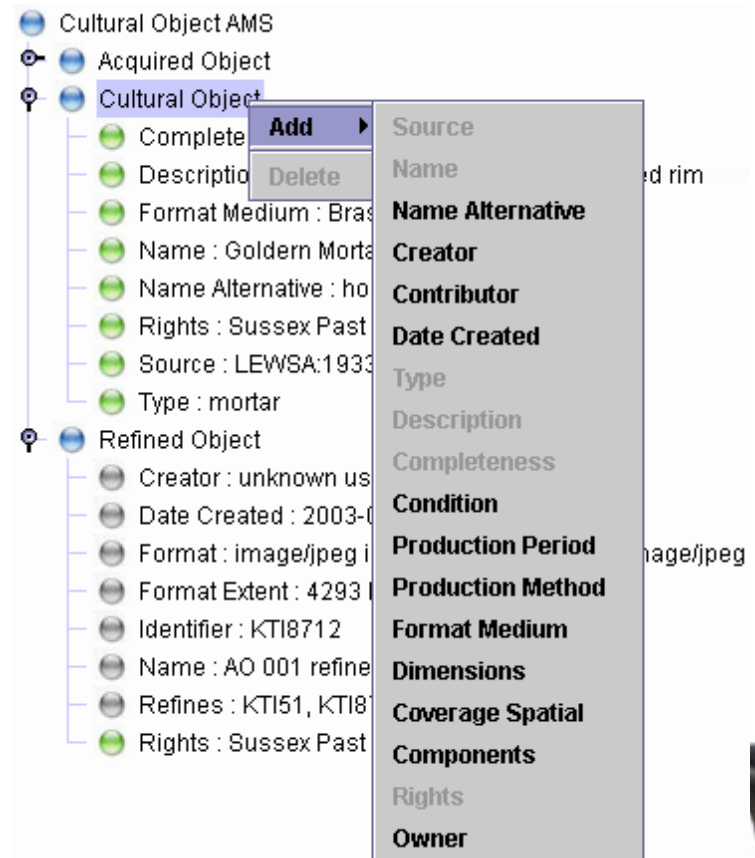 Cultural Object AMS
Acquired Object
Cultural Object
Complete
Descriptio
ed rim
Format Medium : Bras
Name : Goldern Morta
Name Alternative : ho
Rights : Sussex Past
Source : LEWSA:1933
Type : mortar
Refined Object
Creator : unknown us
Date Created : 2003-0
Format : image/jpeg i
nage/jpeg
Format Extent : 4293
Identifier : KTI8712
Name : AO 001 refine
Refines : KTI51, KTI87
Rights : Sussex Past
Add
Delete
Source
Name
Name Alternative
Creator
Contributor
Date Created
Type
Description
Completeness
Condition
Production Period
Production Method
Format Medium
Dimensions
Coverage Spatial
Components
Rights
Owner